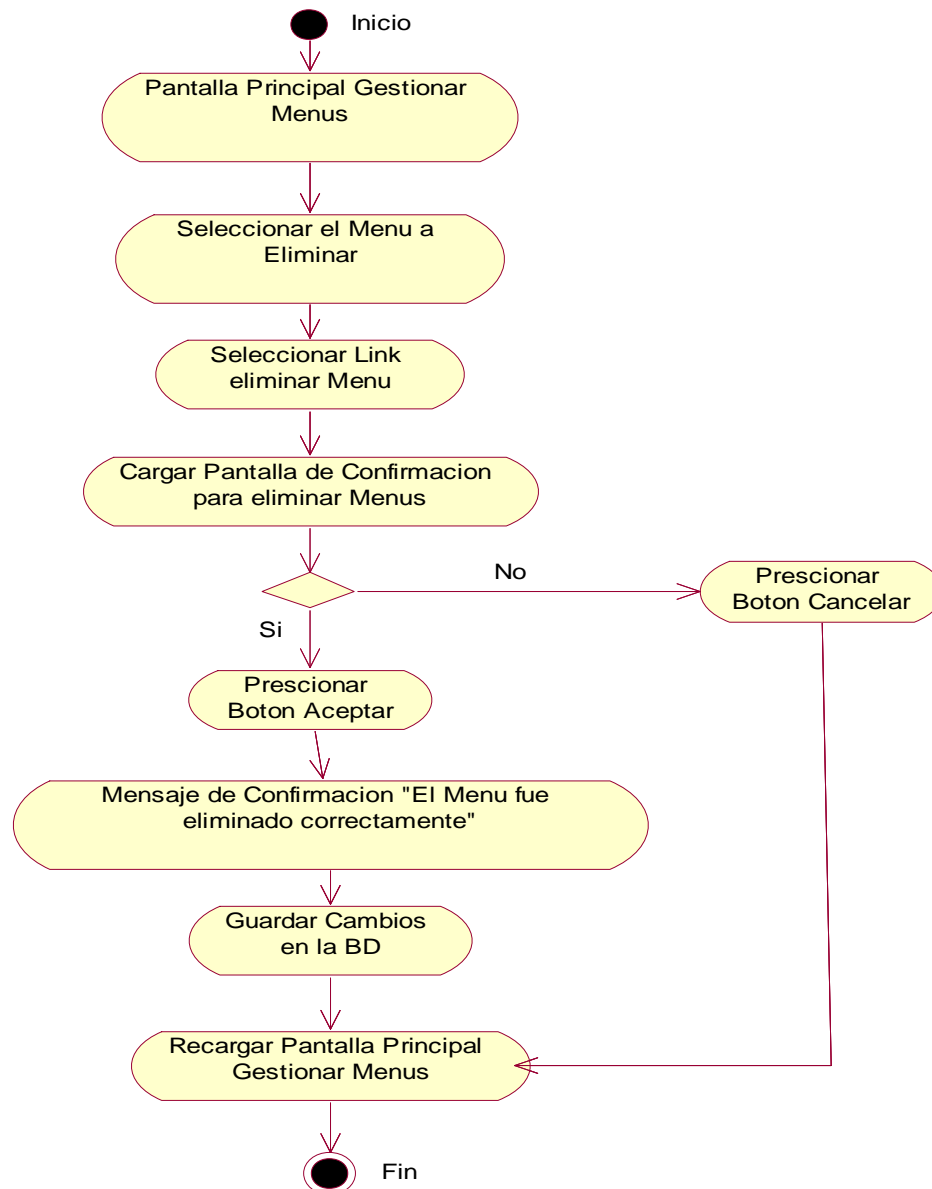 Inicio
Pantalla Principal Gestionar
Menus
Seleccionar el Menu a
Eliminar
Seleccionar Link
eliminar Menu
Cargar Pantalla de Confirmacion
para eliminar Menus
No
Prescionar
Boton Cancelar
Si
Prescionar
Boton Aceptar
Mensaje de Confirmacion "El Menu fue
eliminado correctamente"
Guardar Cambios
en la BD
Recargar Pantalla Principal
Gestionar Menus
Fin